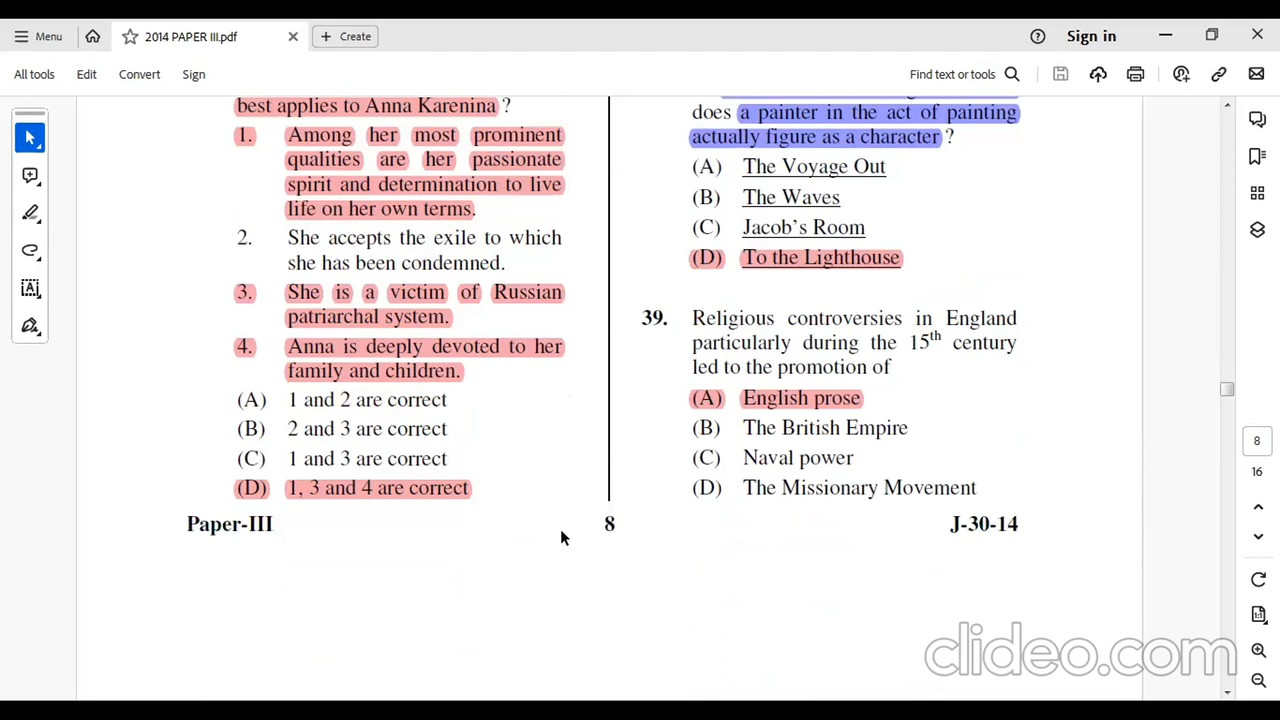 Menu
2014 PAPER III.pdf
Create
Sign in
All tools
Edit
Convert
Sign
Find text or tools
best applies to Anna Karenina ?
1. Among her most prominent
qualities are her passionate
spirit and determination to live
life on her own terms.
2. She accepts the exile to which
she has been condemned.
3. She is a victim of Russian
patriarchal system.
4. Anna is deeply devoted to her
family and children.
(A) 1 and 2 are correct
(B) 2 and 3 are correct
(C) 1 and 3 are correct
(D) 1, 3 and 4 are correct
does a painter in the act of painting
actually figure as a character ?
(A) The Voyage Out
(B) The Waves
(C) Jacob's Room
(D) To the Lighthouse
39. Religious controversies in England
particularly during the 15th century
led to the promotion of
(A) English prose
(B) The British Empire
(C) Naval power
(D) The Missionary Movement
Paper-III
8
J-30-14
8
16
1:1
clideo.com